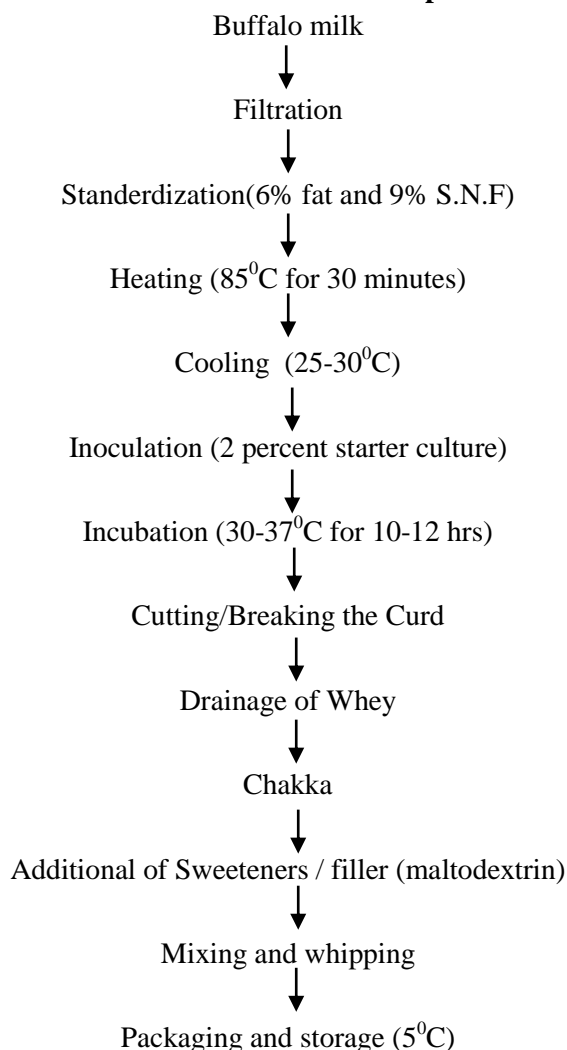 Buffalo milk
Filtration
Standerdization(6% fat and 9% S.N.F)
Heating (85⁰C for 30 minutes)
Cooling (25-30⁰C)
Inoculation (2 percent starter culture)
Incubation (30-37⁰C for 10-12 hrs)
Cutting/Breaking the Curd
Drainage of Whey
Chakka
Additional of Sweeteners / filler (maltodextrin)
Mixing and whipping
Packaging and storage (5⁰C)